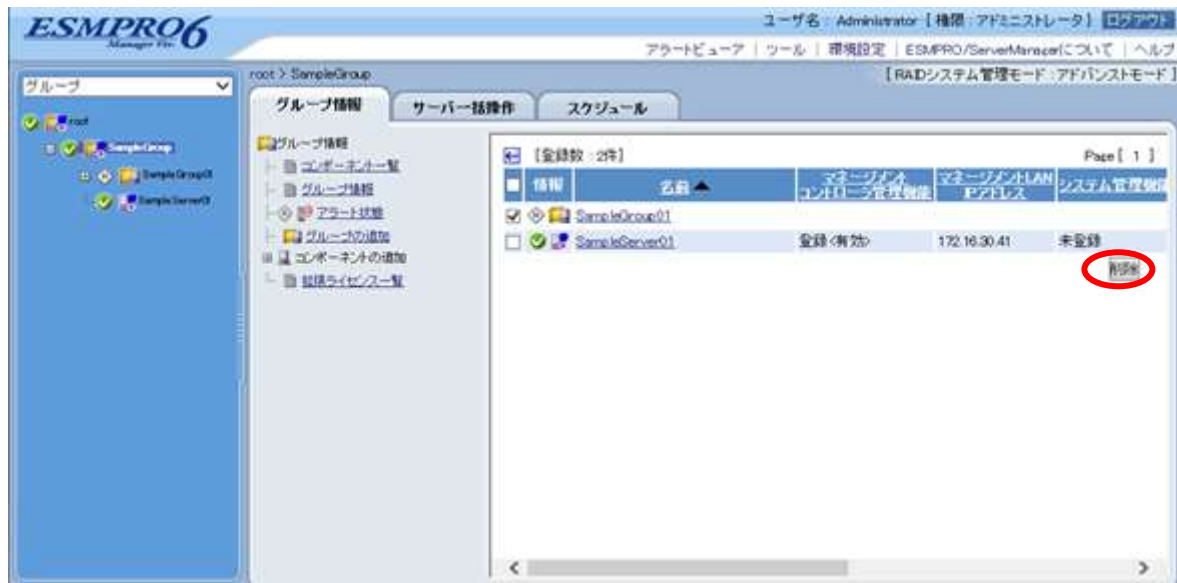 ESMPRO6
Manager Ver.
ユーザ名 : Administrator [ 権限 : アドミニストレータ ] ログアウト
アラートビューア | ツール | 環境設定 | ESMPRO/ServerManagerについて | ヘルプ
グループ
root > SampleGroup
[ RAIDシステム管理モード : アドバンストモード ]
グループ情報
サーバー括操作
スケジュール
root
SampleGroup
SampleGroup01
SampleServer01
グループ情報
コンポーネント一覧
グループ情報
アラート状態
グループの追加
コンポーネントの追加
拡張ライセンス一覧
[登録数 : 2件]
Page [ 1 ]
情報
名前▲
マネージメント
コントローラ管理機能
マネージメントLAN
IPアドレス
システム管理機能
SampleGroup01
SampleServer01 登録<有効> 172.16.30.41 未登録
削除